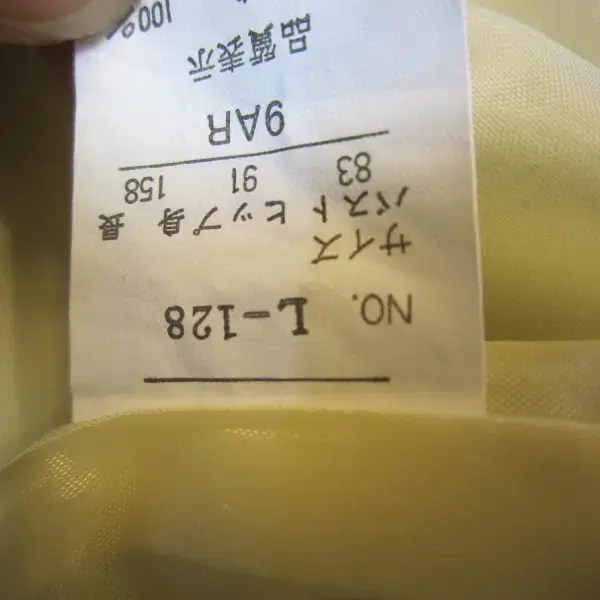 NO. L-128
サイズ
バスト ヒップ 身長
83 91 158
9AR
品質表示
100%